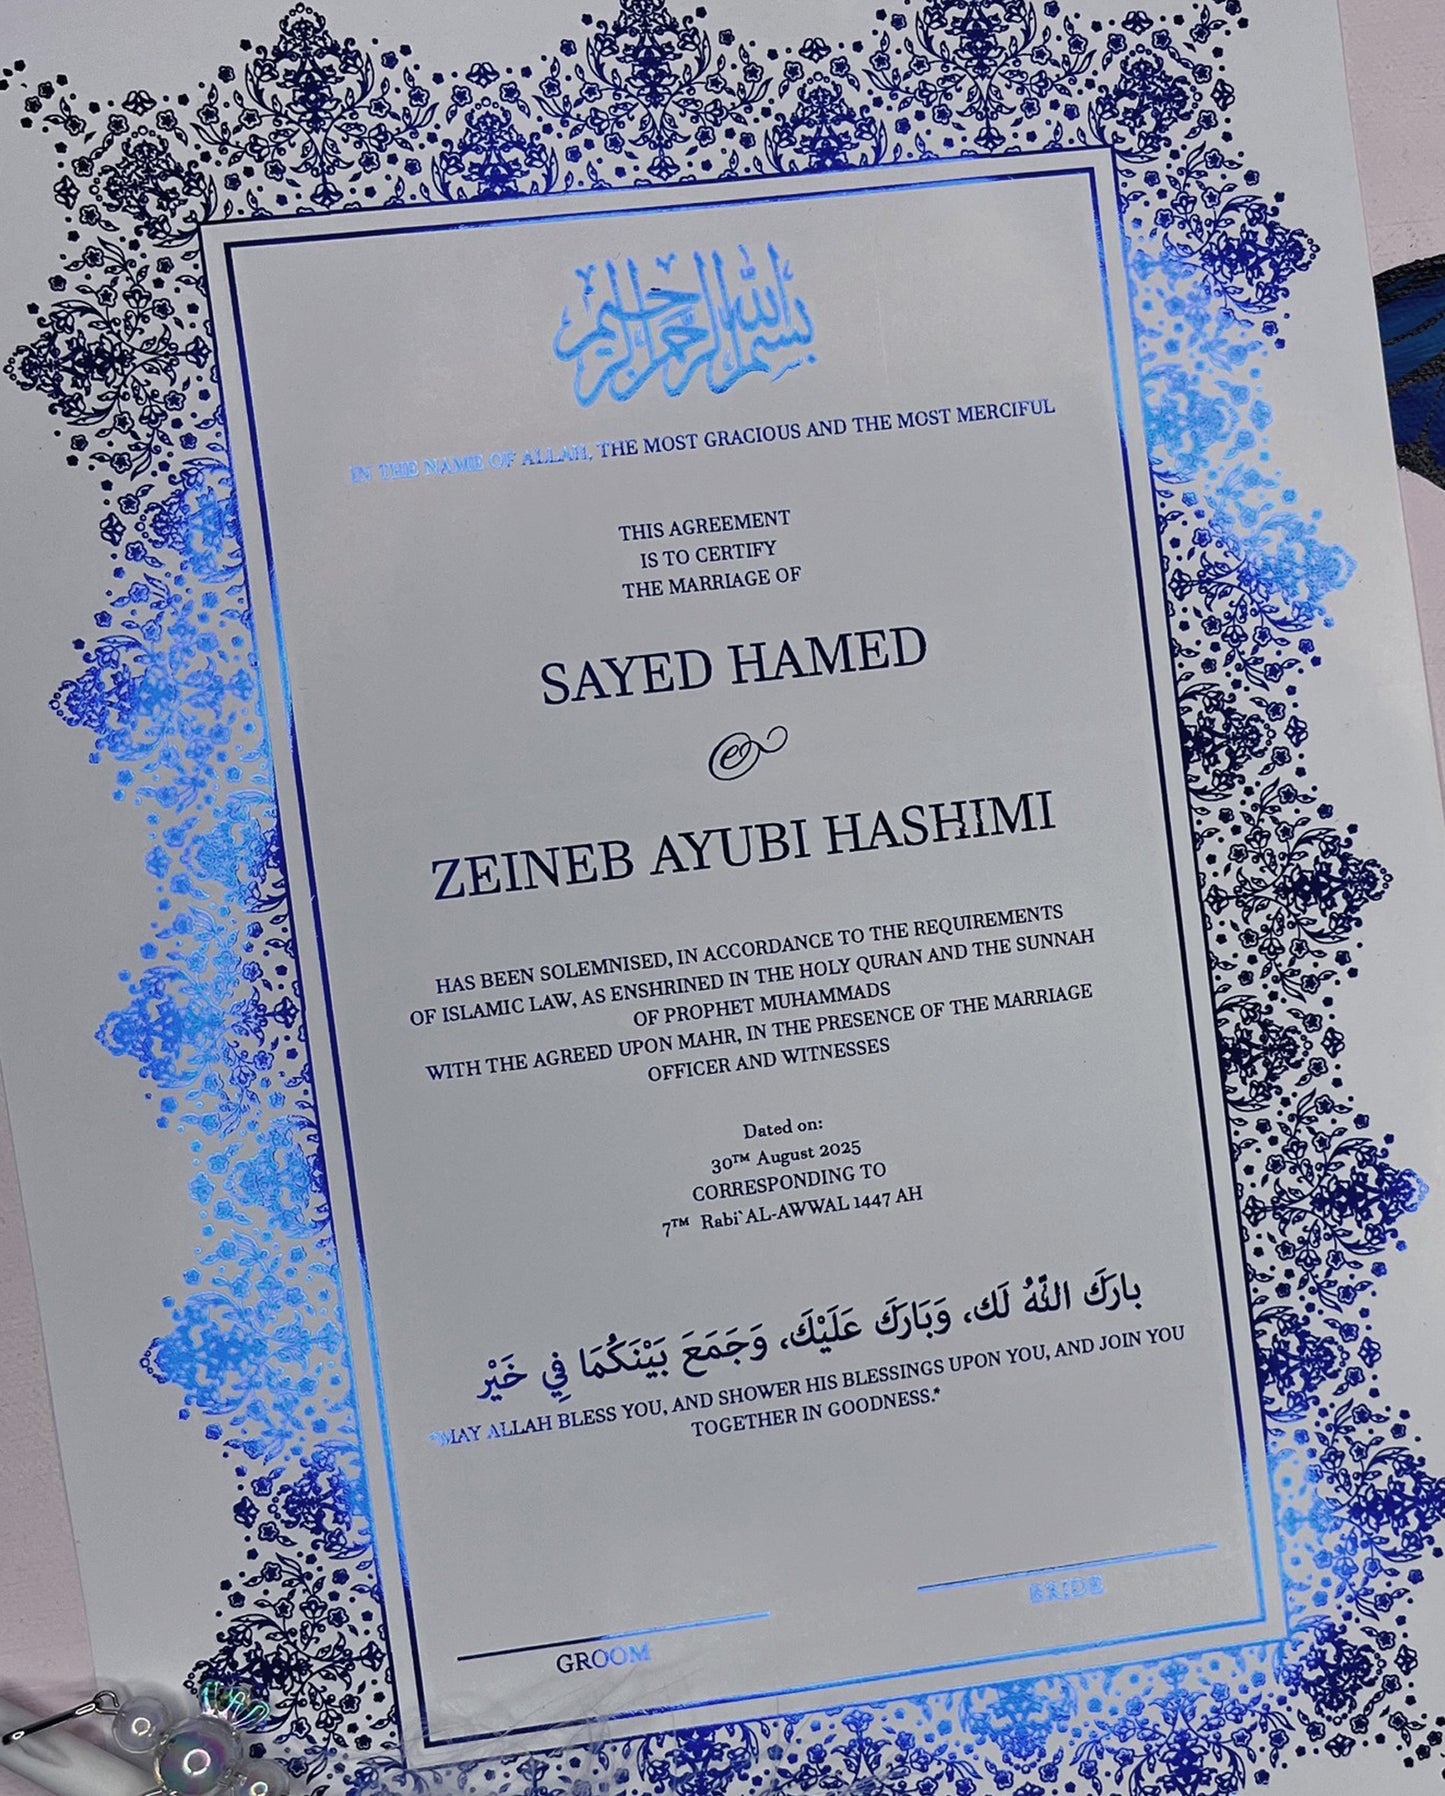 بسم الله الرحمن الرحيم
IN THE NAME OF ALLAH, THE MOST GRACIOUS AND THE MOST MERCIFUL
THIS AGREEMENT
IS TO CERTIFY
THE MARRIAGE OF
SAYED HAMED
&
ZEINEB AYUBI HASHIMI
HAS BEEN SOLEMNISED, IN ACCORDANCE TO THE REQUIREMENTS
OF ISLAMIC LAW, AS ENSHRINED IN THE HOLY QURAN AND THE SUNNAH
OF PROPHET MUHAMMADS
WITH THE AGREED UPON MAHR, IN THE PRESENCE OF THE MARRIAGE
OFFICER AND WITNESSES
Dated on:
30™ August 2025
CORRESPONDING TO
7™ Rabi`AL-AWWAL 1447 AH
بارَكَ اللّٰهُ لَك، وَبَارَكَ عَلَيْكَ، وَجَمَعَ بَيْنَكُمَا فِي خَيْر
"MAY ALLAH BLESS YOU, AND SHOWER HIS BLESSINGS UPON YOU, AND JOIN YOU
TOGETHER IN GOODNESS."
BRIDE
GROOM